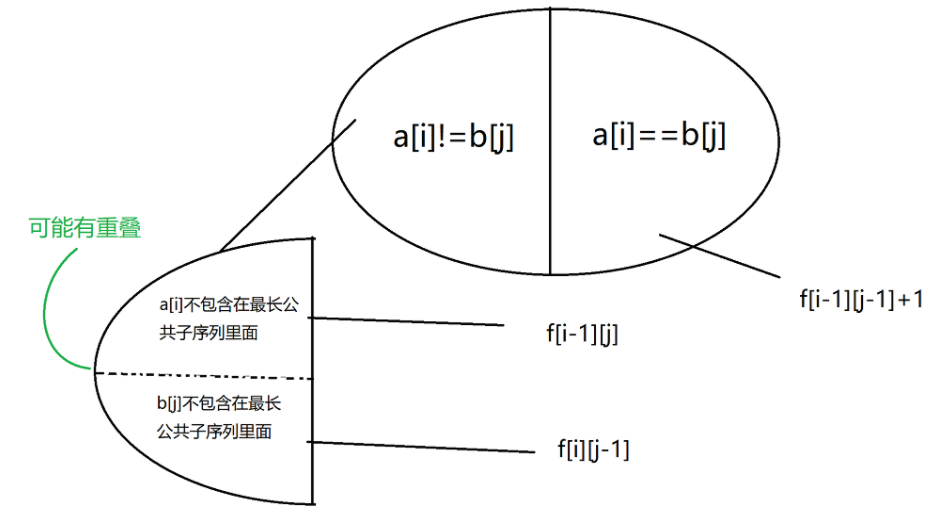 a[i]!=b[j]
a[i]==b[j]
可能有重叠
f[i-1][j-1]+1
a[i]不包含在最长公
共子序列里面
f[i-1][j]
b[j]不包含在最长
公共子序列里面
f[i][j-1]